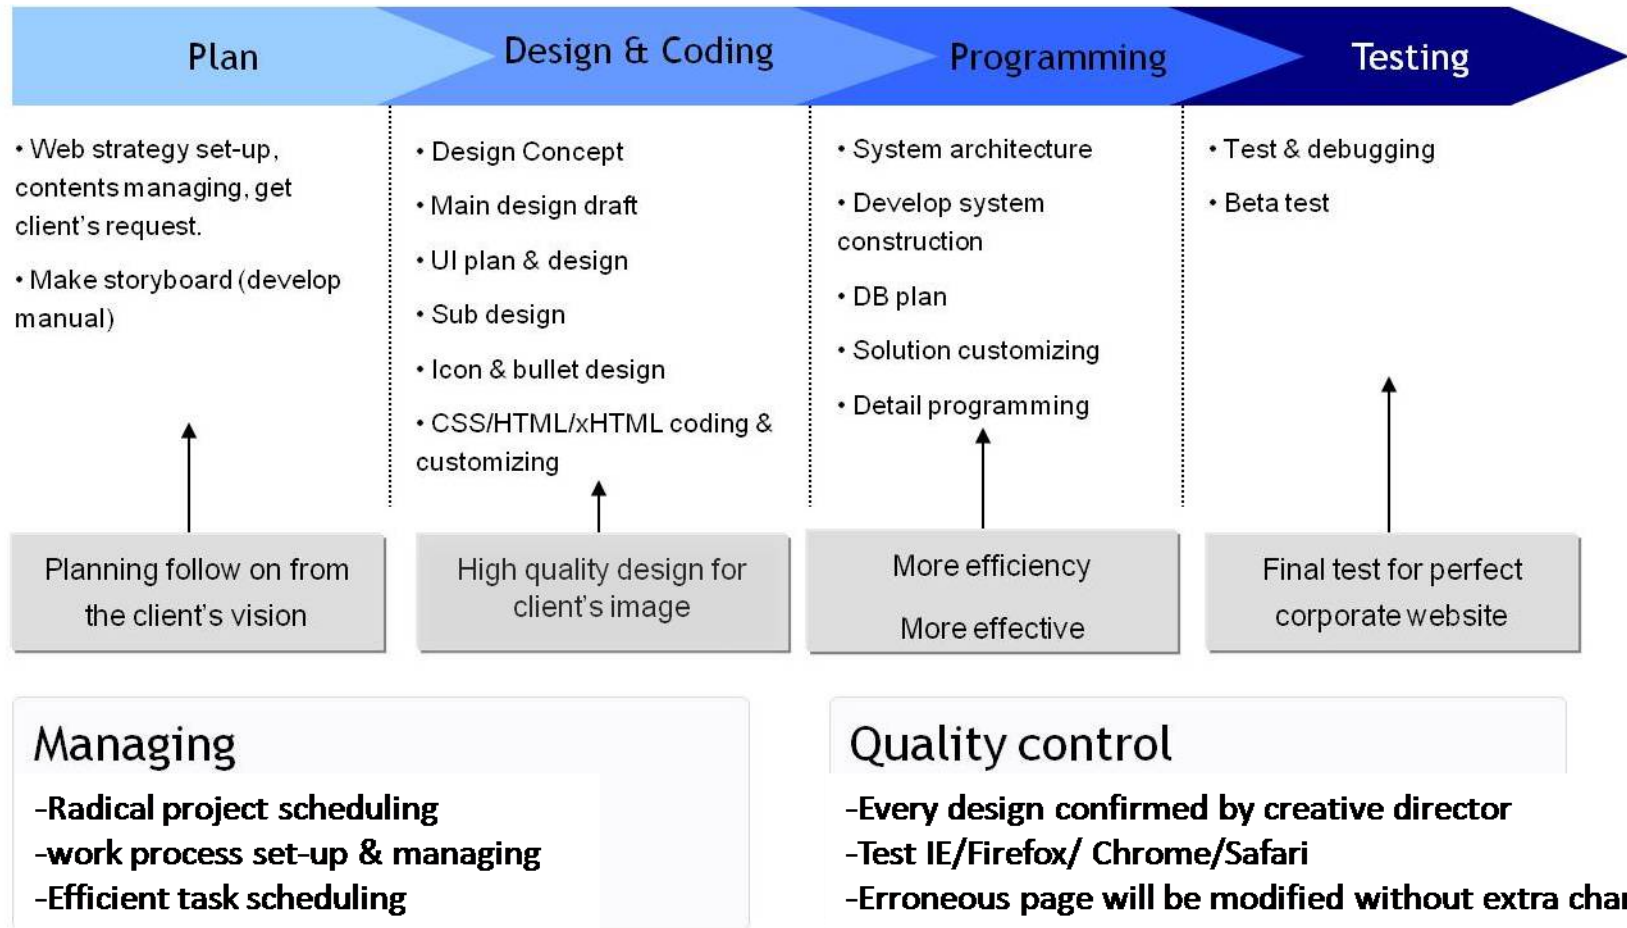 Plan
Design & Coding
Programming
Testing
• Web strategy set-up,
contents managing, get
client's request.
• Make storyboard (develop
manual)
• Design Concept
• Main design draft
• UI plan & design
• Sub design
• Icon & bullet design
• CSS/HTML/xHTML coding &
customizing
• System architecture
• Develop system
construction
• DB plan
• Solution customizing
• Detail programming
• Test & debugging
• Beta test
Planning follow on from
the client's vision
High quality design for
client's image
More efficiency
More effective
Final test for perfect
corporate website
Managing
-Radical project scheduling
-work process set-up & managing
-Efficient task scheduling
Quality control
-Every design confirmed by creative director
-Test IE/Firefox/ Chrome/Safari
-Erroneous page will be modified without extra